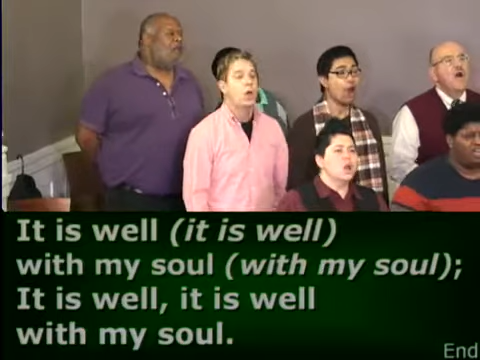 It is well (it is well)
with my soul (with my soul);
It is well, it is well
with my soul.
End